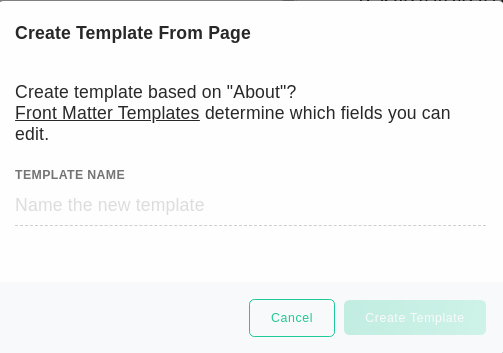 Create Template From Page
Create template based on "About"?
Front Matter Templates determine which fields you can
edit.
TEMPLATE NAME
Name the new template
Cancel
Create Template